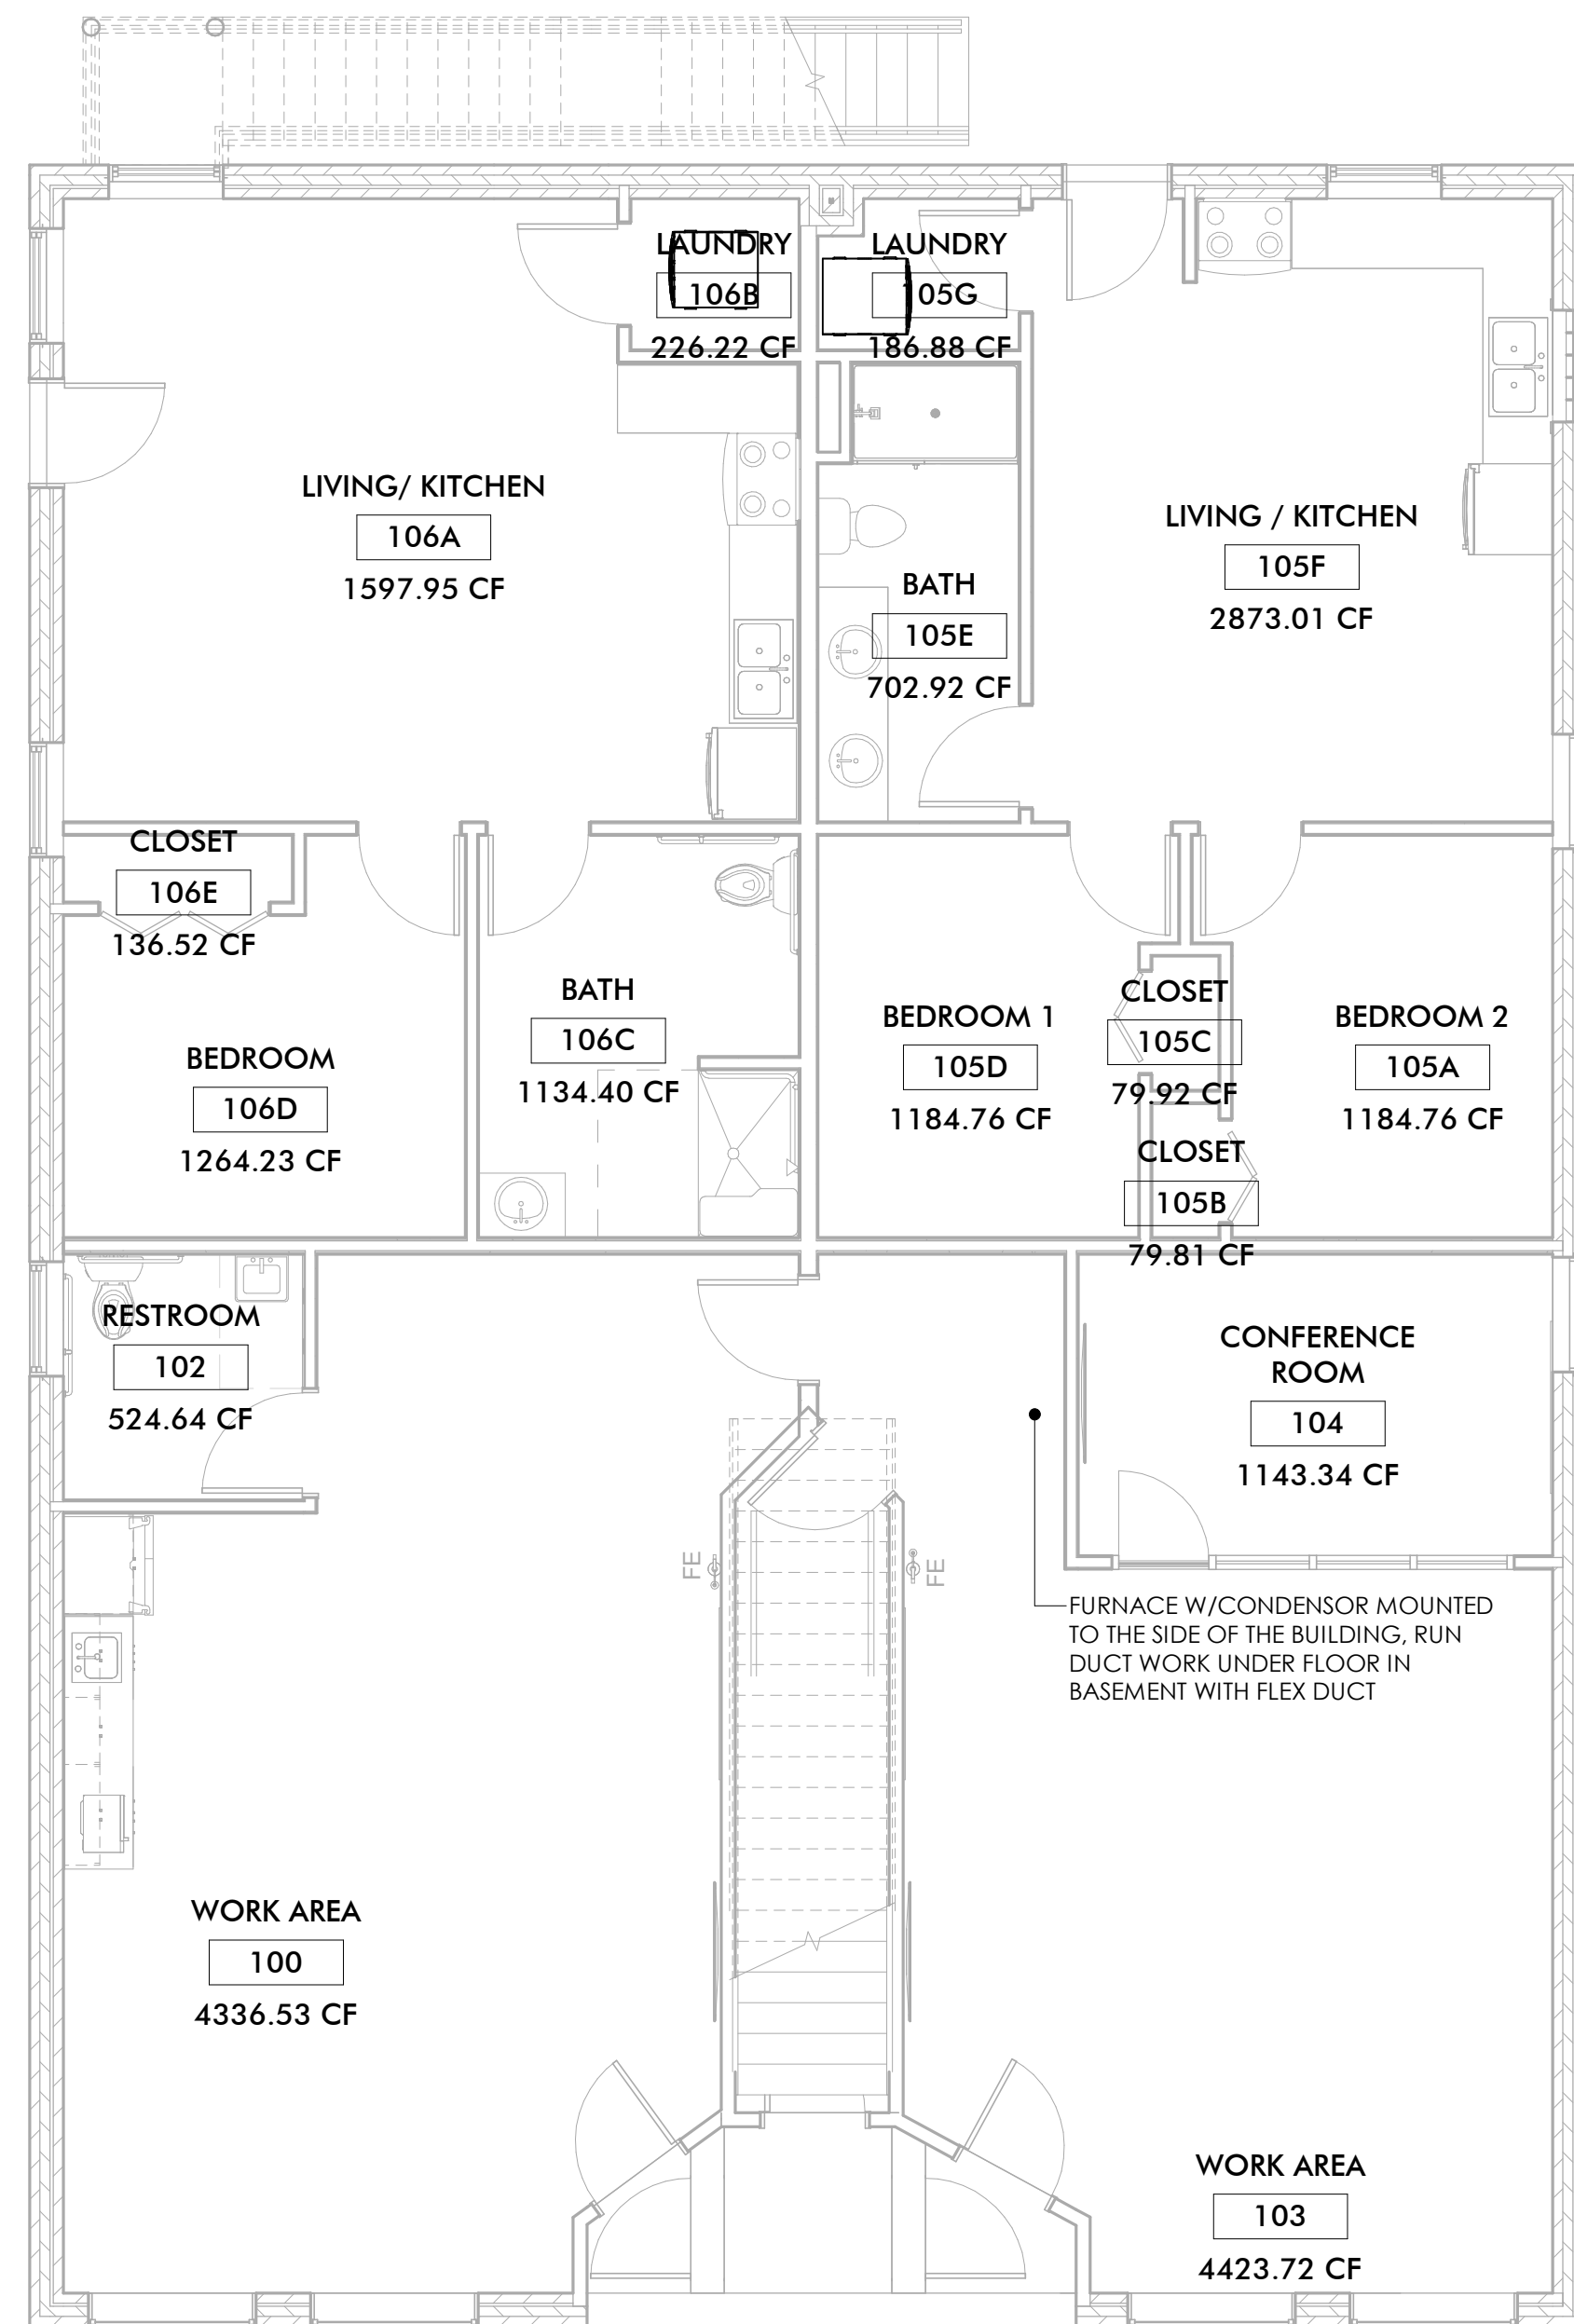 LAUNDRY
106B
226.22 CF
LAUNDRY
105G
186.88 CF
LIVING/ KITCHEN
106A
1597.95 CF
LIVING / KITCHEN
105F
2873.01 CF
BATH
105E
702.92 CF
CLOSET
106E
136.52 CF
BATH
106C
1134.40 CF
BEDROOM 1
105D
1184.76 CF
CLOSET
105C
79.92 CF
BEDROOM 2
105A
1184.76 CF
BEDROOM
106D
1264.23 CF
CLOSET
105B
79.81 CF
RESTROOM
102
524.64 CF
CONFERENCE
ROOM
104
1143.34 CF
FE
FE
FURNACE W/CONDENSOR MOUNTED
TO THE SIDE OF THE BUILDING, RUN
DUCT WORK UNDER FLOOR IN
BASEMENT WITH FLEX DUCT
WORK AREA
100
4336.53 CF
WORK AREA
103
4423.72 CF